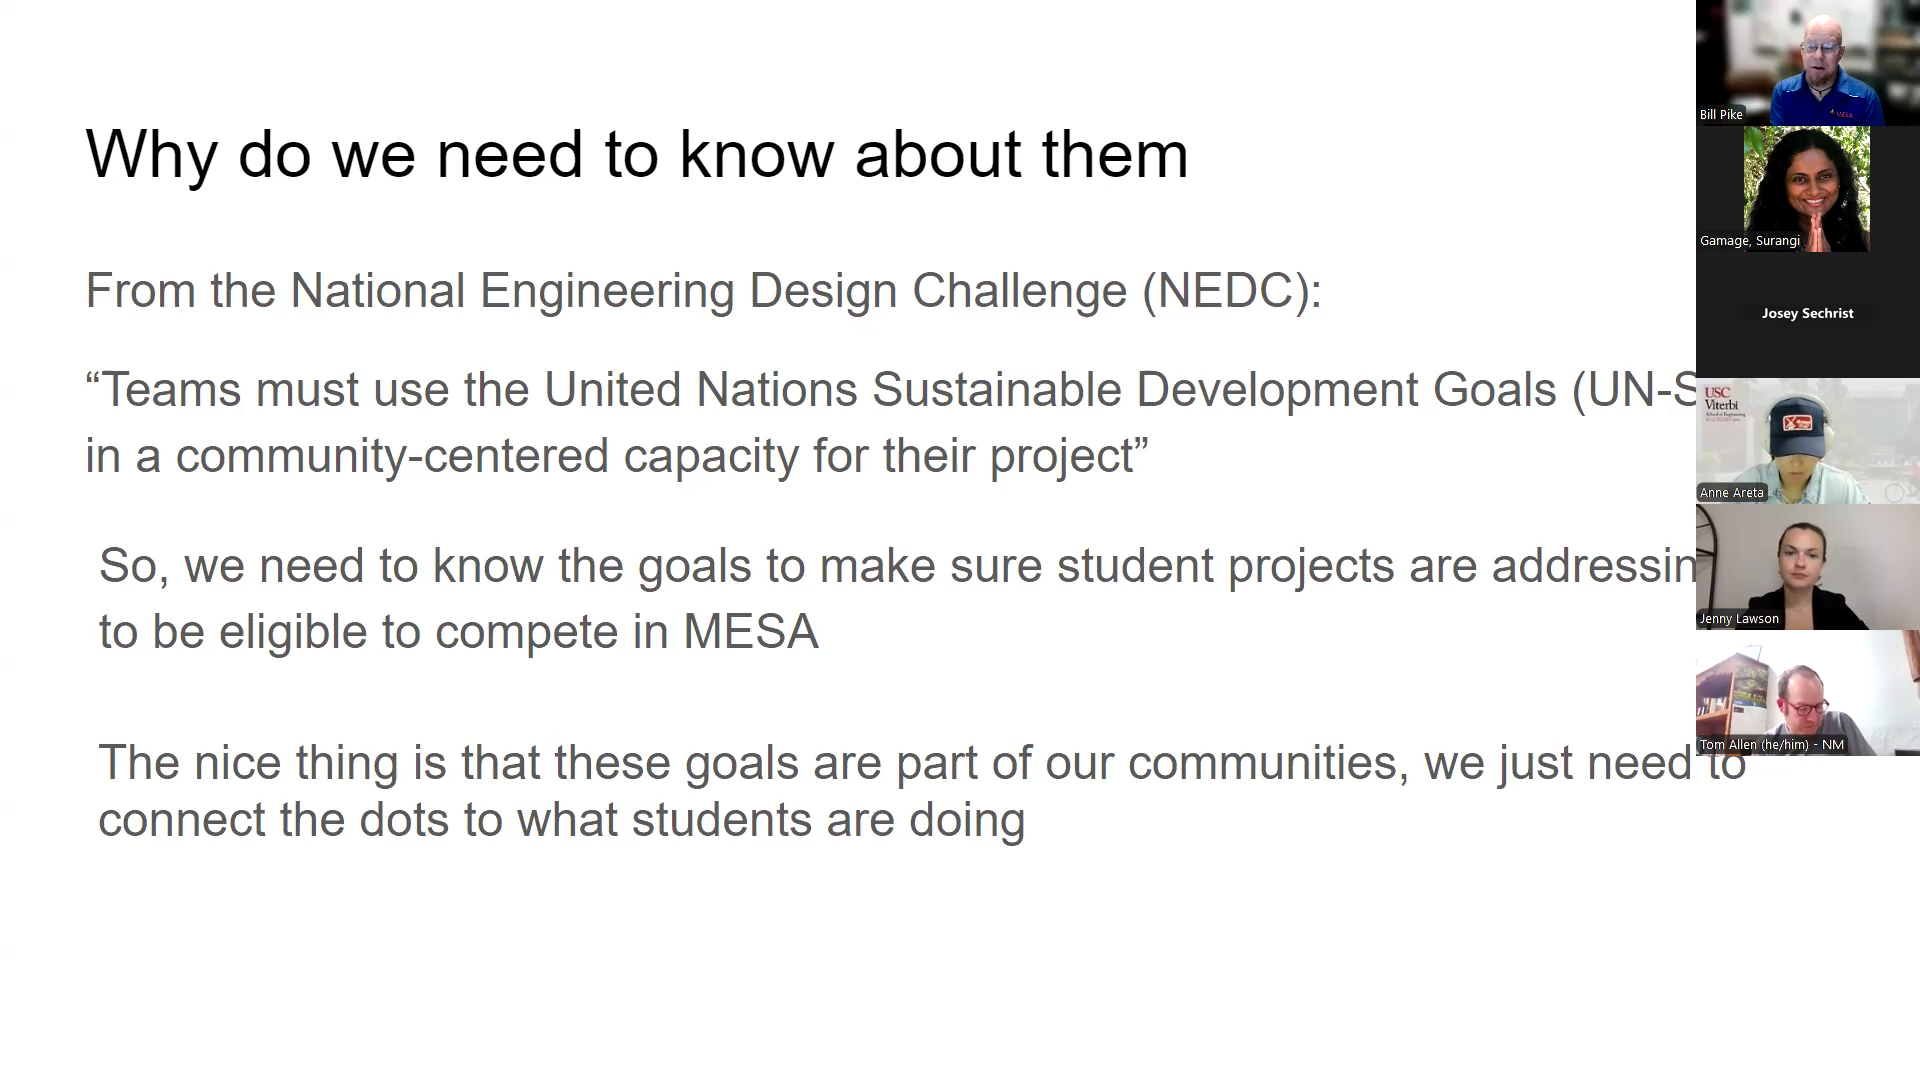 Why do we need to know about them
From the National Engineering Design Challenge (NEDC):
“Teams must use the United Nations Sustainable Development Goals (UN-S
in a community-centered capacity for their project”
So, we need to know the goals to make sure student projects are addressin
to be eligible to compete in MESA
The nice thing is that these goals are part of our communities, we just need to
connect the dots to what students are doing
MESA
Bill Pike
Gamage, Surangi
Josey Sechrist
USC
Viterbi
Anne Areta
Jenny Lawson
Tom Allen (he/him) - NM